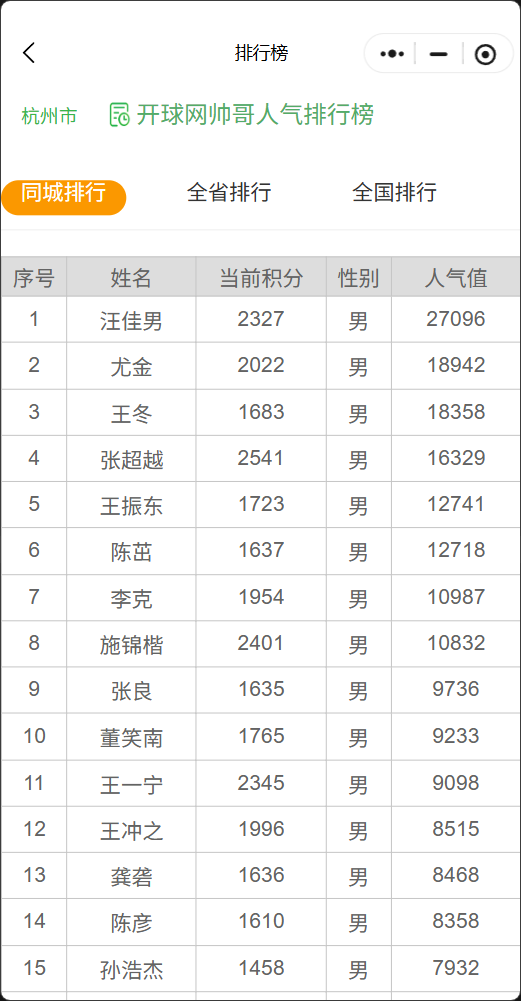 排行榜
杭州市 开球网帅哥人气排行榜
同城排行 全省排行 全国排行
序号 姓名 当前积分 性别 人气值
1 汪佳男 2327 男 27096
2 尤金 2022 男 18942
3 王冬 1683 男 18358
4 张超越 2541 男 16329
5 王振东 1723 男 12741
6 陈茁 1637 男 12718
7 李克 1954 男 10987
8 施锦楷 2401 男 10832
9 张良 1635 男 9736
10 董笑南 1765 男 9233
11 王一宁 2345 男 9098
12 王冲之 1996 男 8515
13 龚砻 1636 男 8468
14 陈彦 1610 男 8358
15 孙浩杰 1458 男 7932